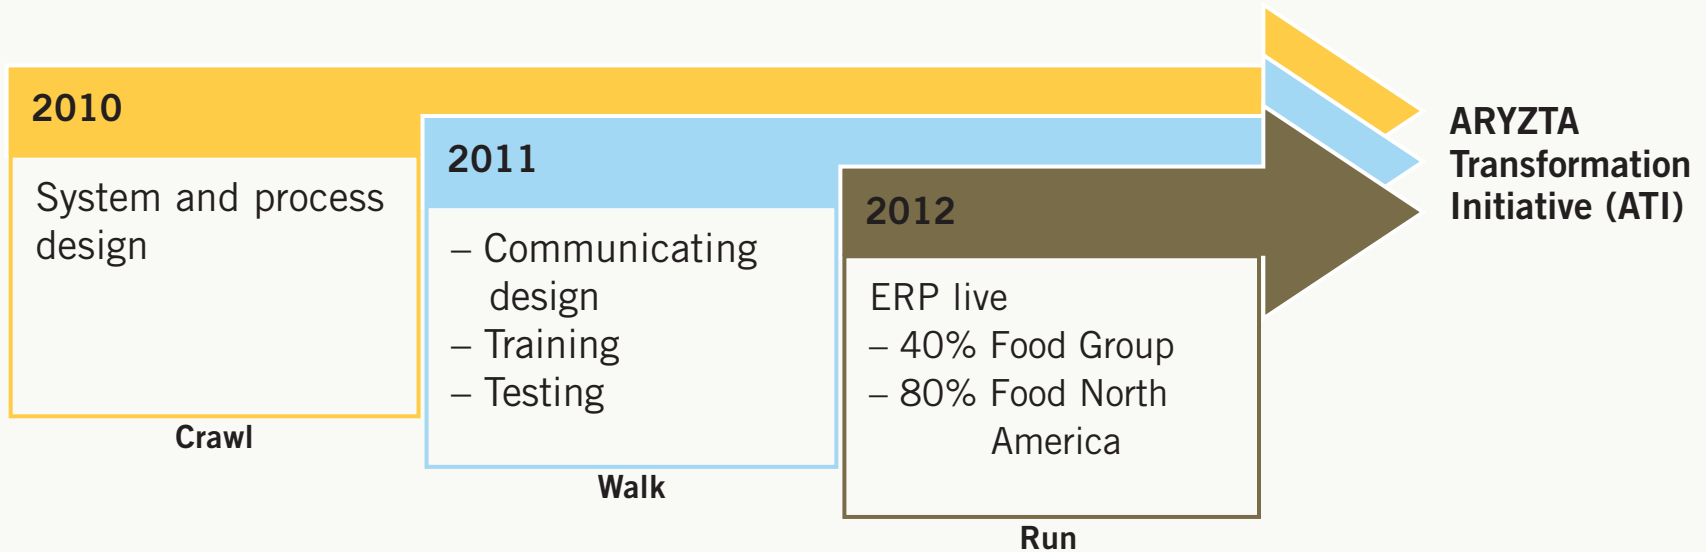 2010
System and process
design
Crawl
2011
– Communicating
design
– Training
– Testing
Walk
2012
ERP live
– 40% Food Group
– 80% Food North
America
Run
ARYZTA
Transformation
Initiative (ATI)